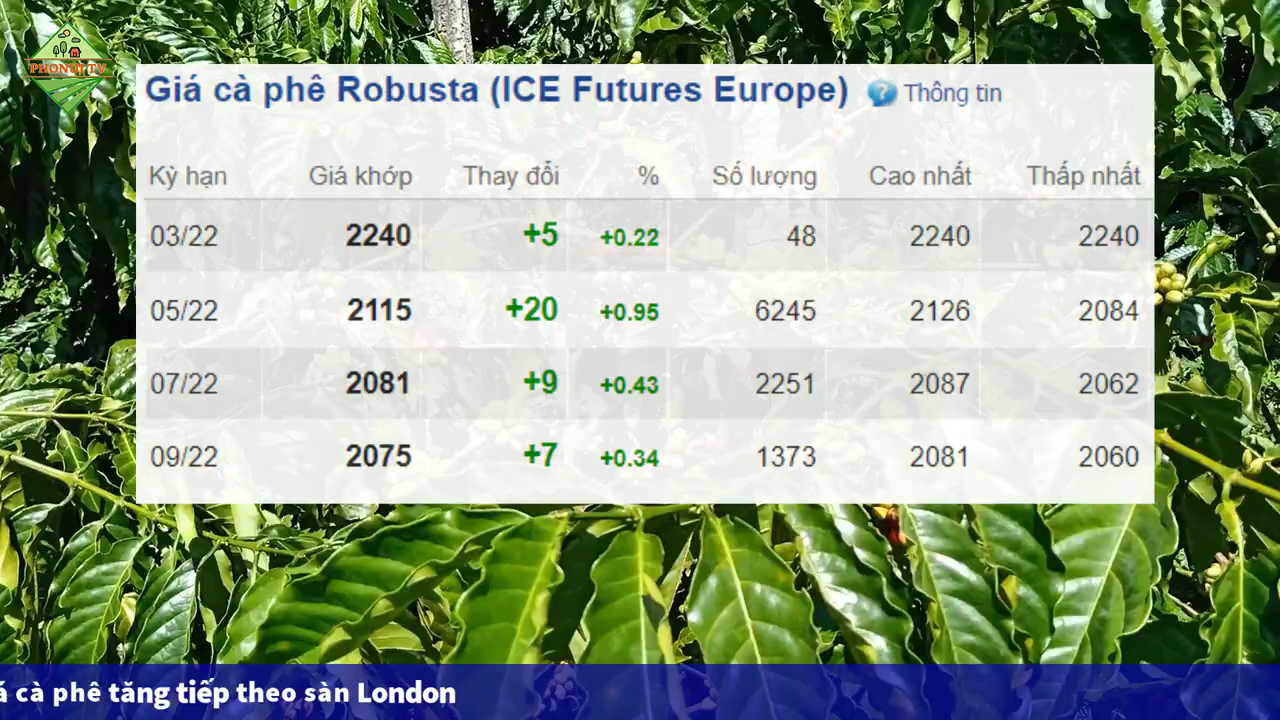 PHONUI TV
Giá cà phê Robusta (ICE Futures Europe) Thông tin
Kỳ hạn Giá khớp Thay đổi % Số lượng Cao nhất Thấp nhất
03/22 2240 +5 +0.22 48 2240 2240
05/22 2115 +20 +0.95 6245 2126 2084
07/22 2081 +9 +0.43 2251 2087 2062
09/22 2075 +7 +0.34 1373 2081 2060
á cà phê tăng tiếp theo sàn London